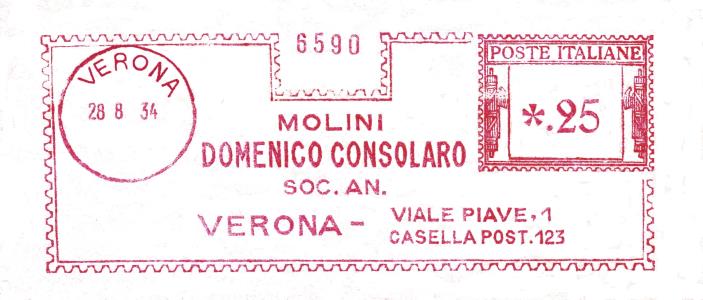 VERONA
28 8 34
6590
POSTE ITALIANE
*.25
MOLINI
DOMENICO CONSOLARO
SOC. AN.
VERONA - VIALE PIAVE, 1
CASELLA POST. 123